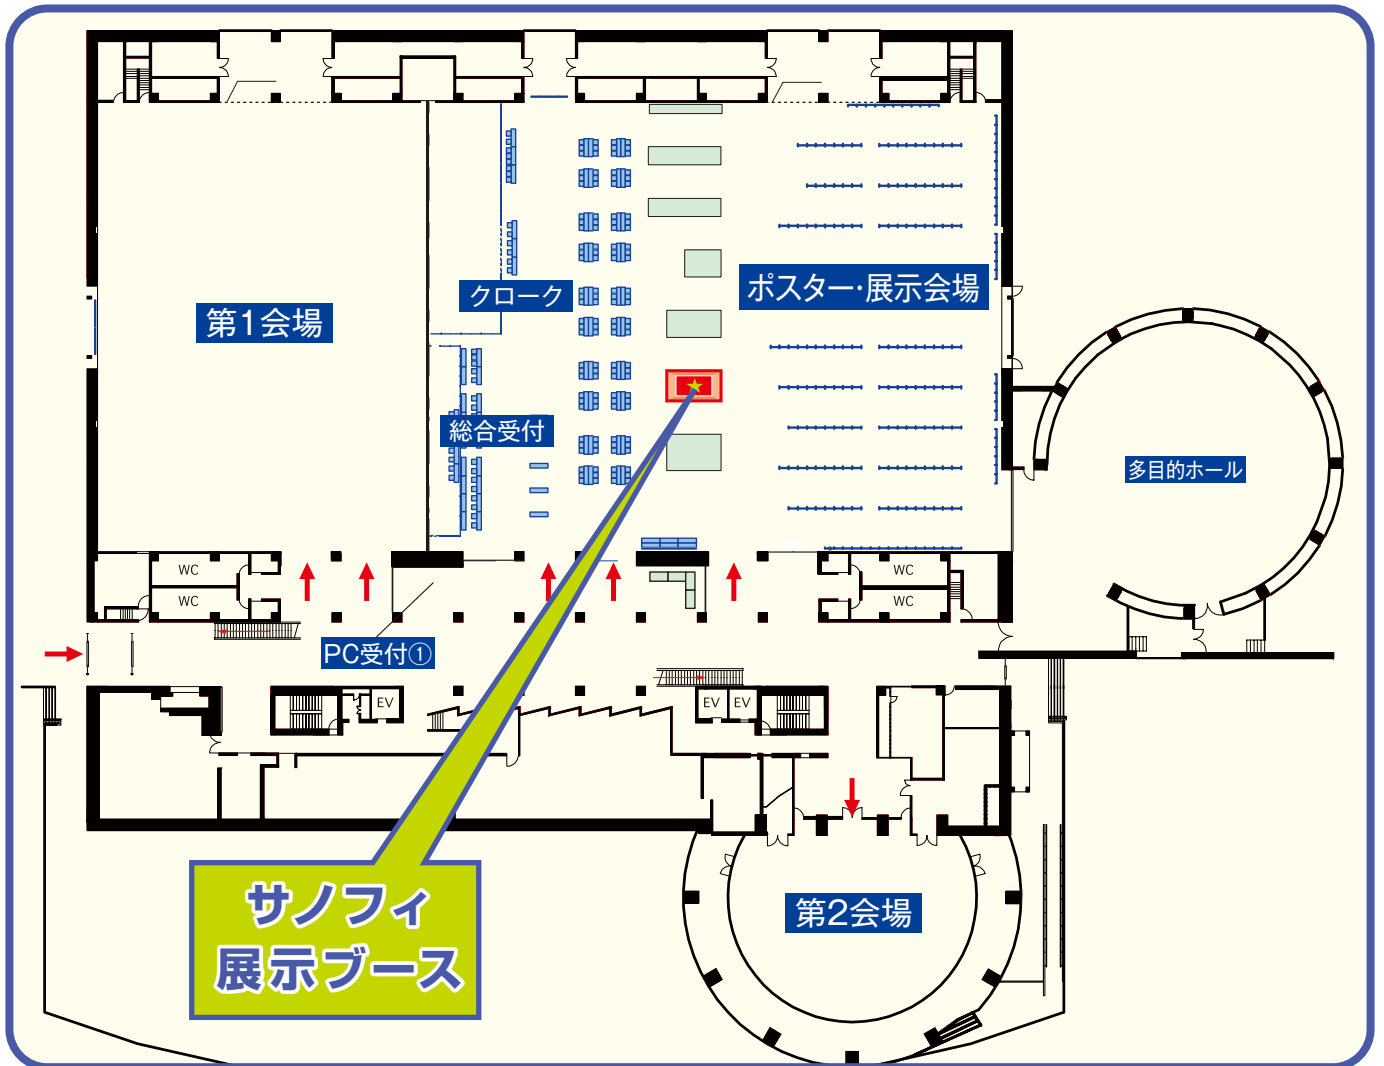 クローク
ポスター・展示会場
第1会場
総合受付
多目的ホール
WC
WC
WC
WC
PC受付①
EV
EV
EV
サノフィ
展示ブース
第2会場